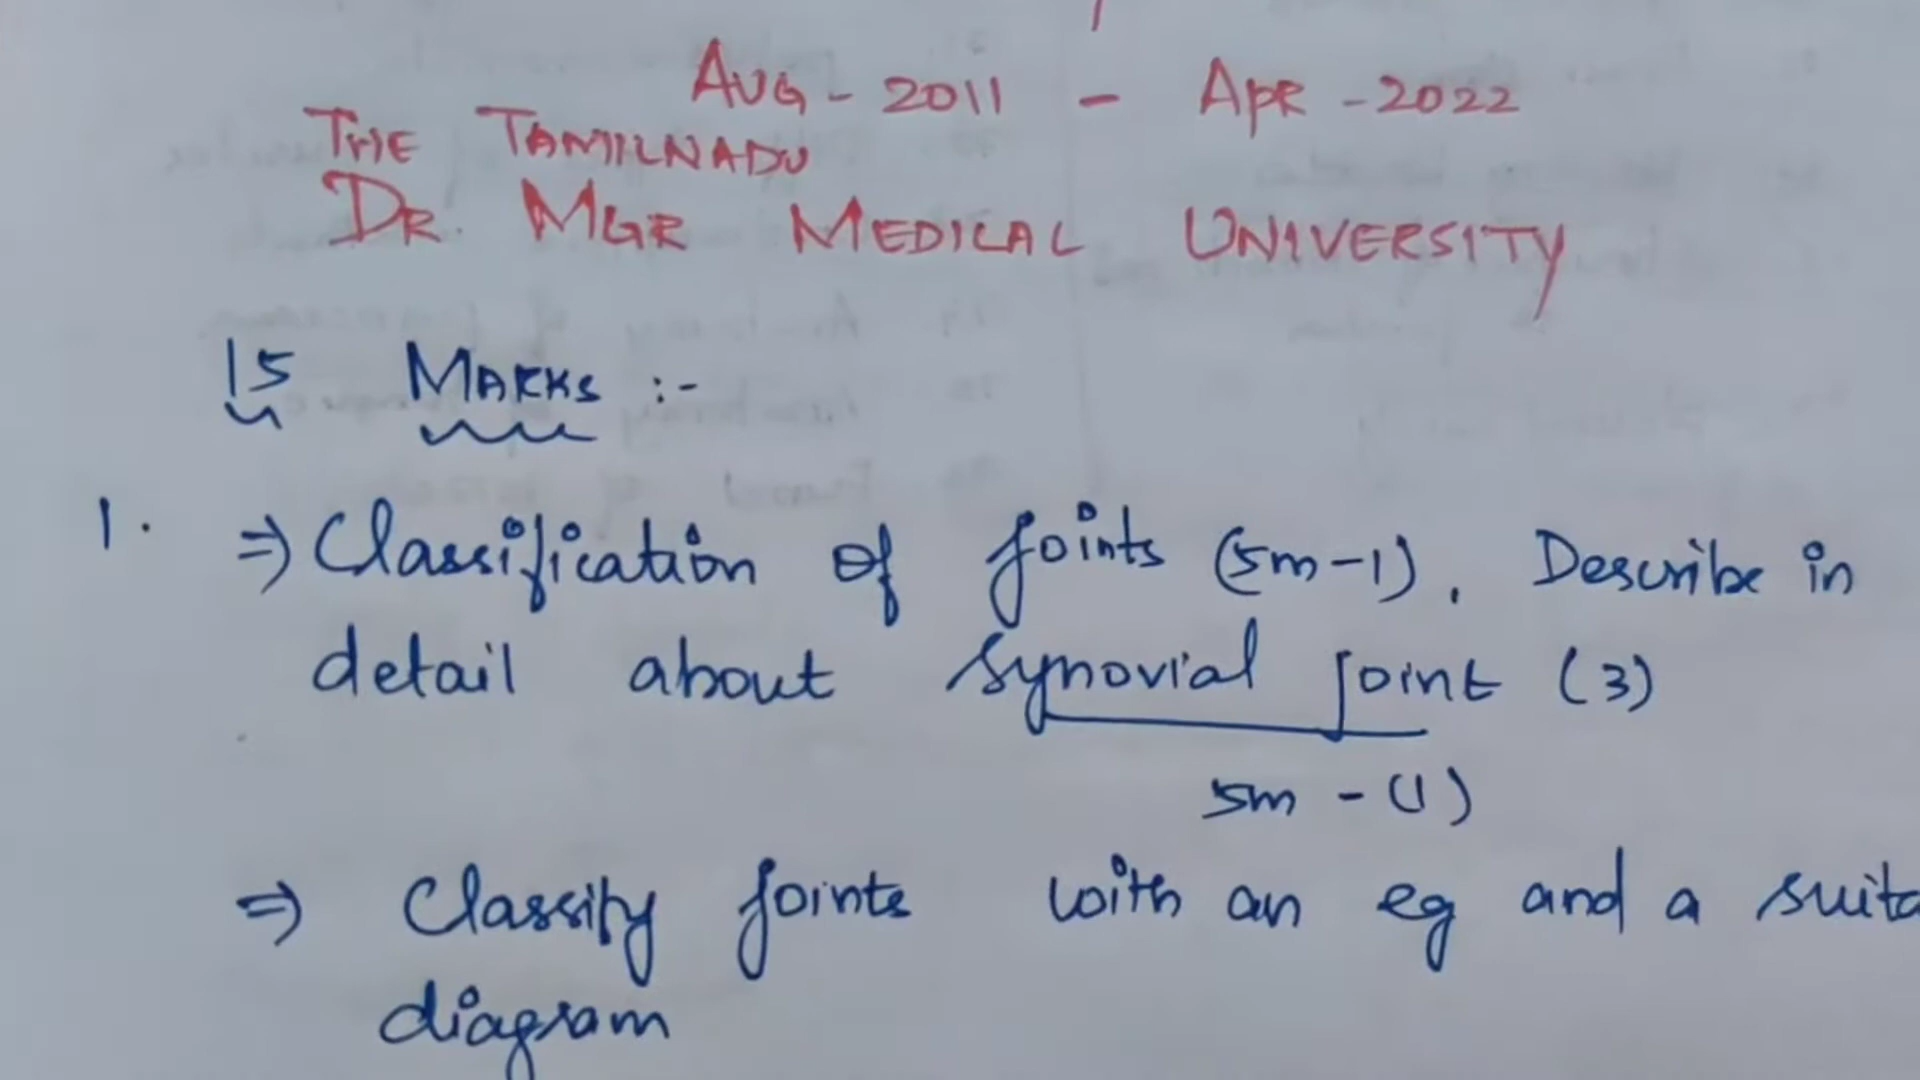 AUG - 2011 - APR - 2022
THE TAMILNADU
DR. MGR MEDICAL UNIVERSITY
15 MARKS :-
1. ⇒ Classification of joints (5m-1). Describe in
detail about synovial joint (3)
5m - (1)
⇒ Classify joints with an eg and a suita
diagram